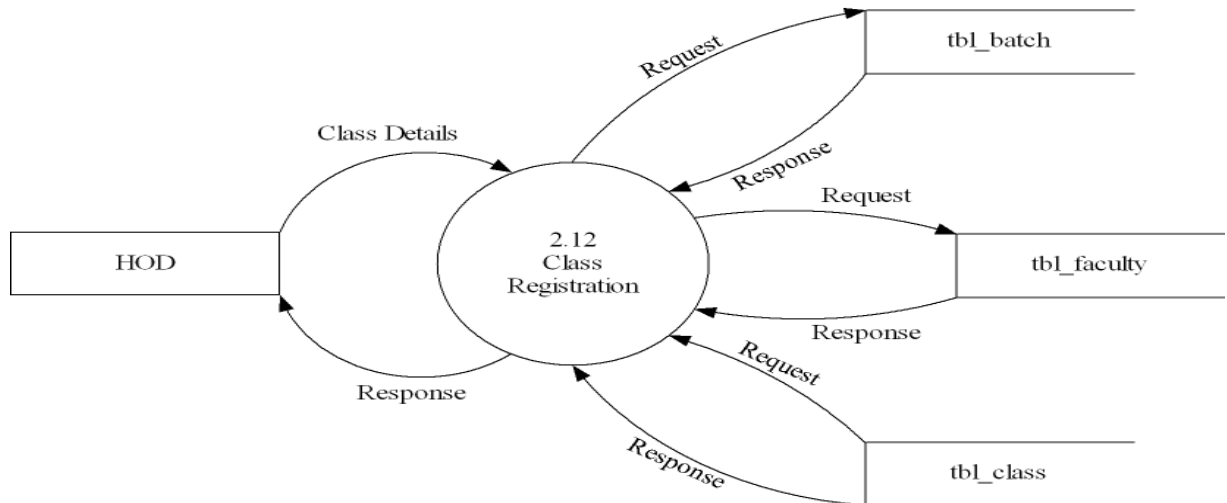 tbl_batch
Request
Response
Class Details
Request
HOD
2.12
Class
Registration
tbl_faculty
Response
Request
Response
Response
tbl_class